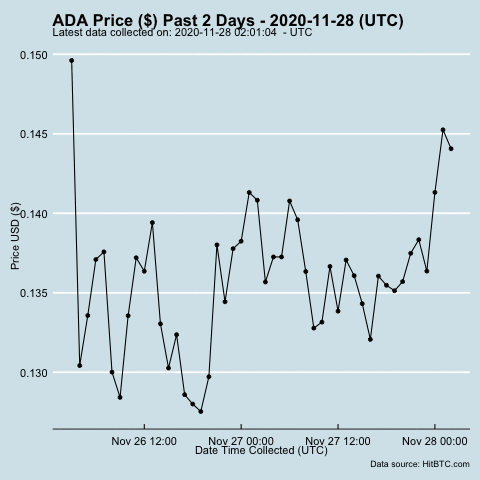 ADA Price ($) Past 2 Days - 2020-11-28 (UTC)
Latest data collected on: 2020-11-28 02:01:04 - UTC
0.150
0.145
0.140
0.135
0.130
Price USD ($)
Nov 26 12:00
Nov 27 00:00
Nov 27 12:00
Nov 28 00:00
Date Time Collected (UTC)
Data source: HitBTC.com